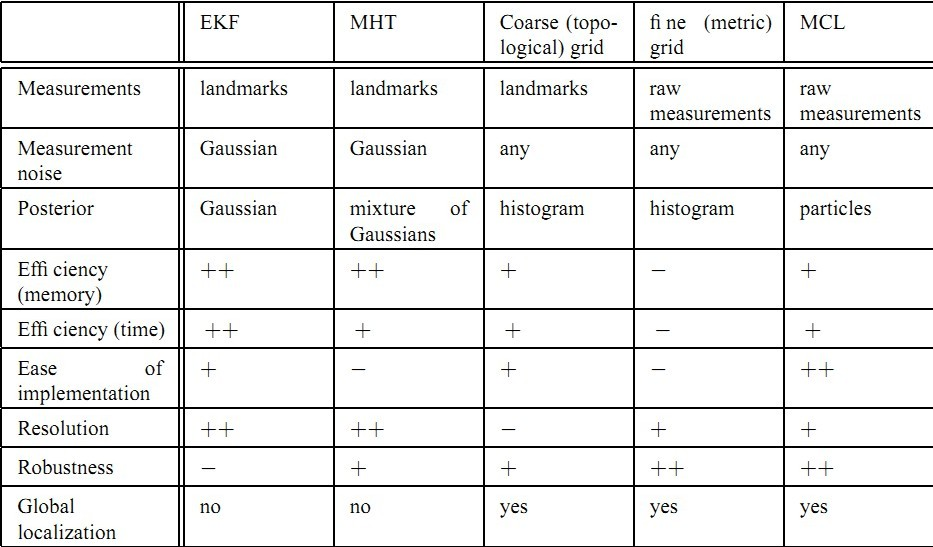 EKF MHT Coarse (topo- fine (metric) MCL
logical) grid grid
Measurements landmarks landmarks landmarks raw raw
measurements measurements
Measurement Gaussian Gaussian any any any
noise
Posterior Gaussian mixture of histogram histogram particles
Gaussians
Effi ciency ++ ++ + − +
(memory)
Effi ciency (time) ++ + + − +
Ease of + − + − ++
implementation
Resolution ++ ++ − + +
Robustness − + + ++ ++
Global no no yes yes yes
localization